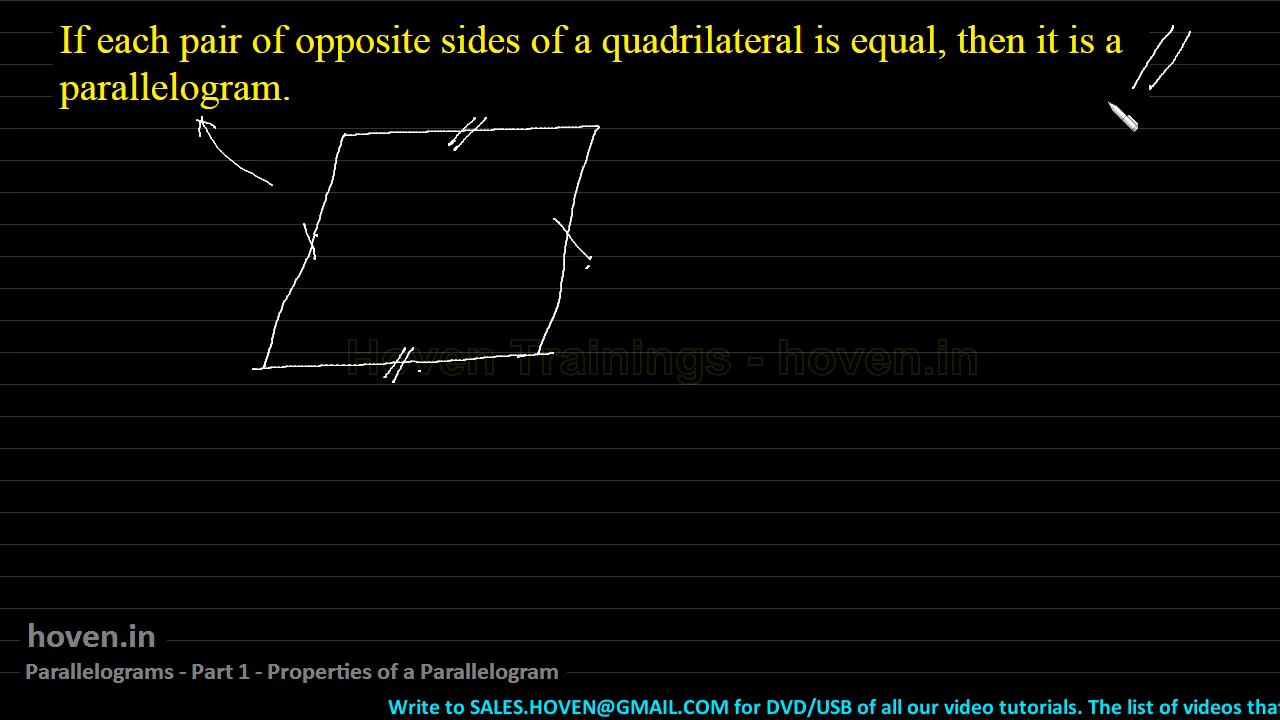 If each pair of opposite sides of a quadrilateral is equal, then it is a
parallelogram.
Hoven Trainings - hoven.in
hoven.in
Parallelograms - Part 1 - Properties of a Parallelogram
Write to SALES.HOVEN@GMAIL.COM for DVD/USB of all our video tutorials. The list of videos tha